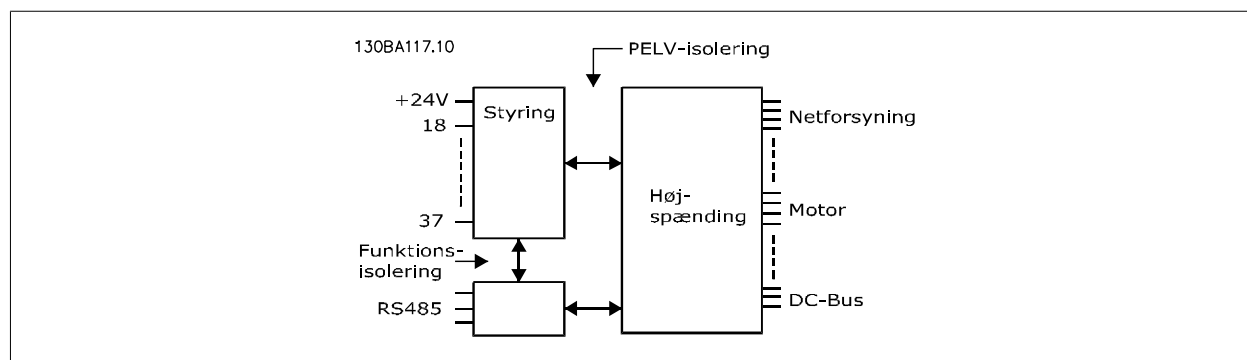 130BA117.10
PELV-isolering
+24V
Styring
18
Netforsyning
Høj-
spænding
37
Motor
Funktions-
isolering
RS485
DC-Bus